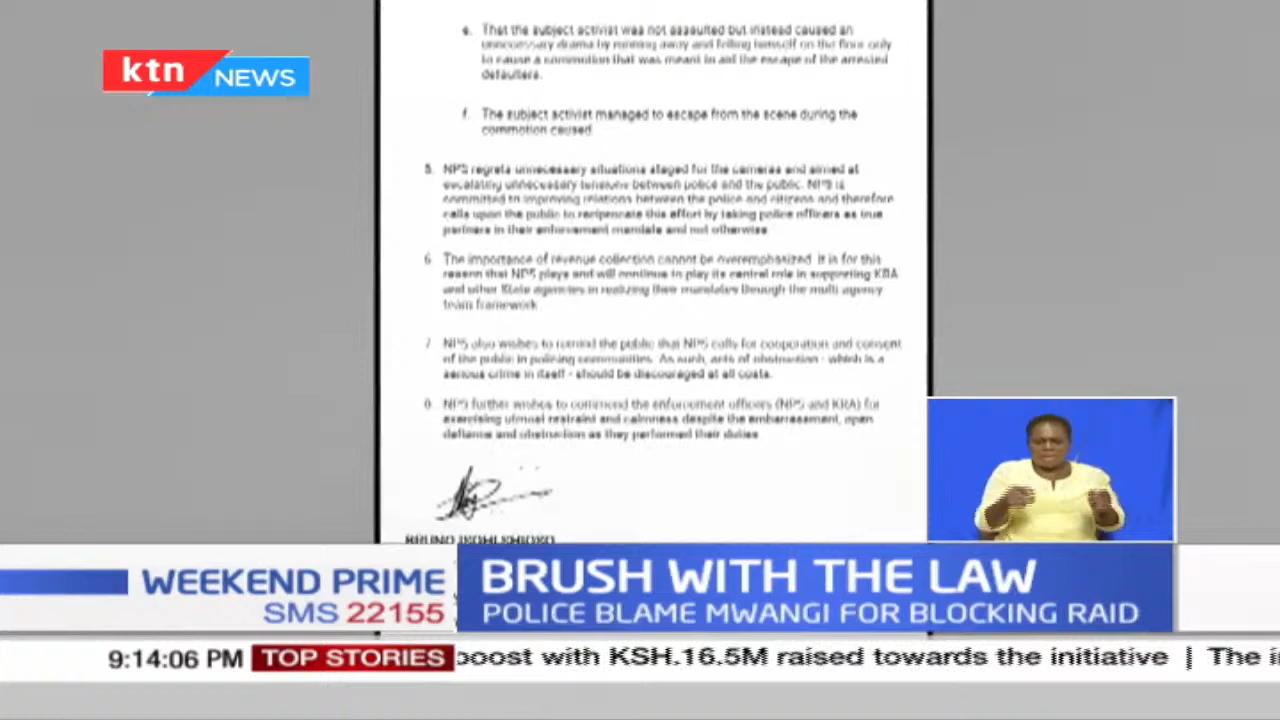 ktn NEWS
e. That the subject activist was not assaulted but instead caused an
unnecessary drama by running away and felling himself on the floor only
to cause a commotion that was meant to aid the escape of the arrested
defaulters.
f. The subject activist managed to escape from the scene during the
commotion caused
5. NPS regrets unnecessary situations staged for the cameras and aimed at
escalating unnecessary tensions between police and the public. NPS is
committed to improving relations between the police and citizens and therefore
calls upon the public to reciprocate this effort by taking police officers as true
partners in their enforcement mandate and not otherwise
6. The importance of revenue collection cannot be overemphasized. It is for this
reason that NPS plays and will continue to play its central role in supporting KRA
and other State agencies in realizing their mandates through the multi agency
team framework
7. NPS also wishes to remind the public that NPS calls for cooperation and consent
of the public in policing communities. As such, acts of obstruction - which is a
serious crime in itself - should be discouraged at all costs.
8. NPS further wishes to commend the enforcement officers (NPS and KRA) for
exercising utmost restraint and calmness despite the embarrassment, open
defiance and obstruction as they performed their duties
BRUNO
WEEKEND PRIME
SMS 22155
BRUSH WITH THE LAW
POLICE BLAME MWANGI FOR BLOCKING RAID
9:14:06 PM TOP STORIES boost with KSH.16.5M raised towards the initiative | The